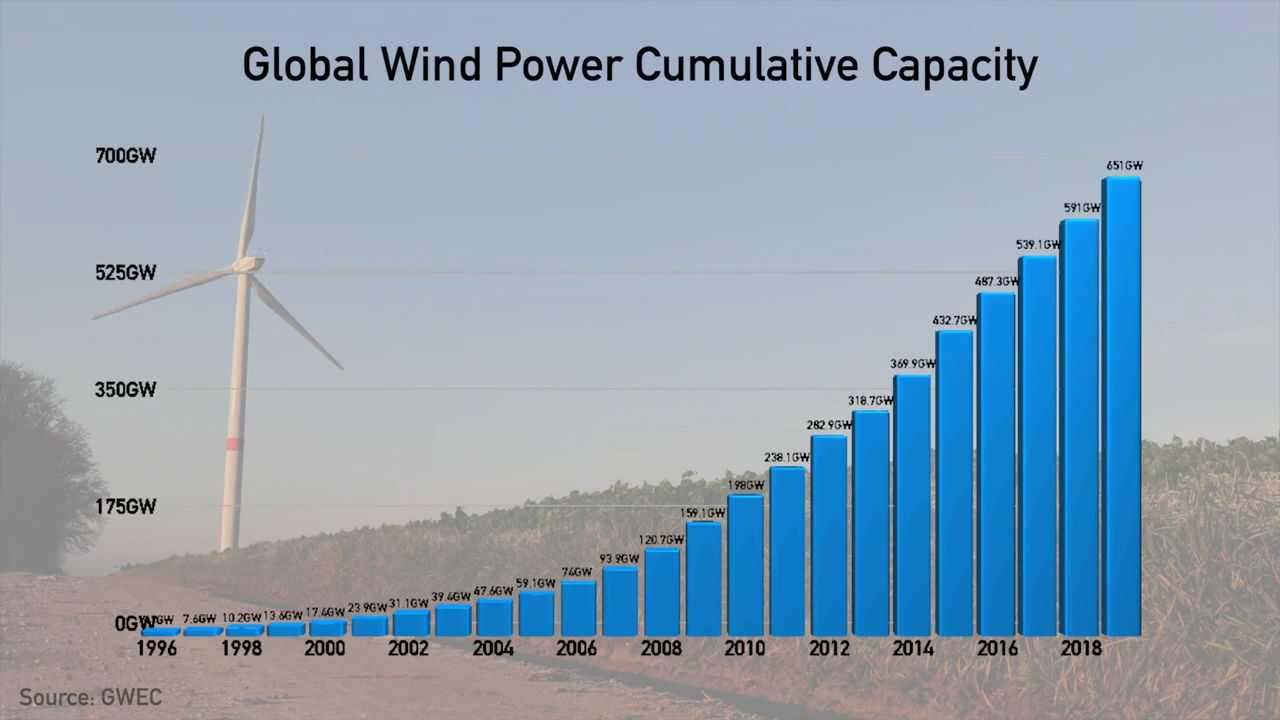 Global Wind Power Cumulative Capacity
700GW
525GW
350GW
175GW
0GW
7.6GW
10.2GW
13.6GW
17.4GW
23.9GW
31.1GW
39.4GW
47.6GW
59.1GW
74GW
93.9GW
120.7GW
159.1GW
198GW
238.1GW
282.9GW
318.7GW
369.9GW
432.7GW
487.3GW
539.1GW
591GW
651GW
1996 1998 2000 2002 2004 2006 2008 2010 2012 2014 2016 2018
Source: GWEC